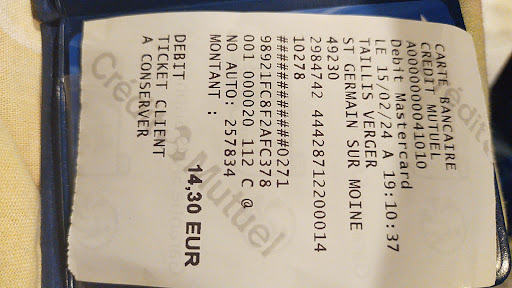 CARTE BANCAIRE
CREDIT MUTUEL
A0000000041010
Debit Mastercard
LE 15/02/24 A 19:10:37
TAILLIS VERGER
ST GERMAIN SUR MOINE
49230
2984742 44428712200014
10278
############0271
98921FC8F2AFC378
001 000020 112 C @
NO AUTO: 257834
MONTANT :
14,30 EUR
DEBIT
TICKET CLIENT
A CONSERVER
Crédit Mutuel